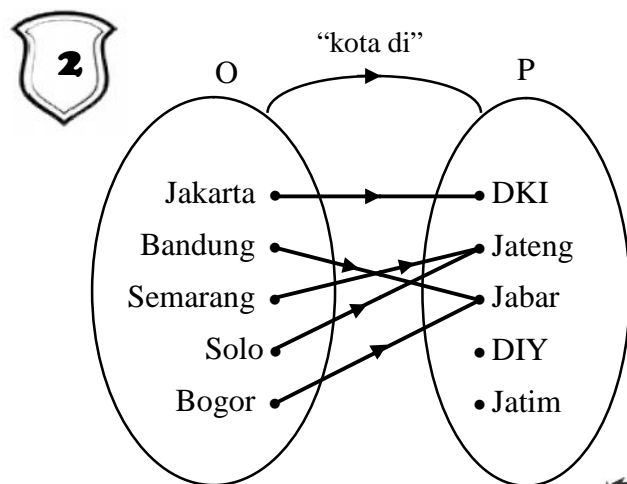 2
“kota di”
O P
Jakarta DKI
Bandung Jateng
Semarang Jabar
Solo DIY
Bogor Jatim